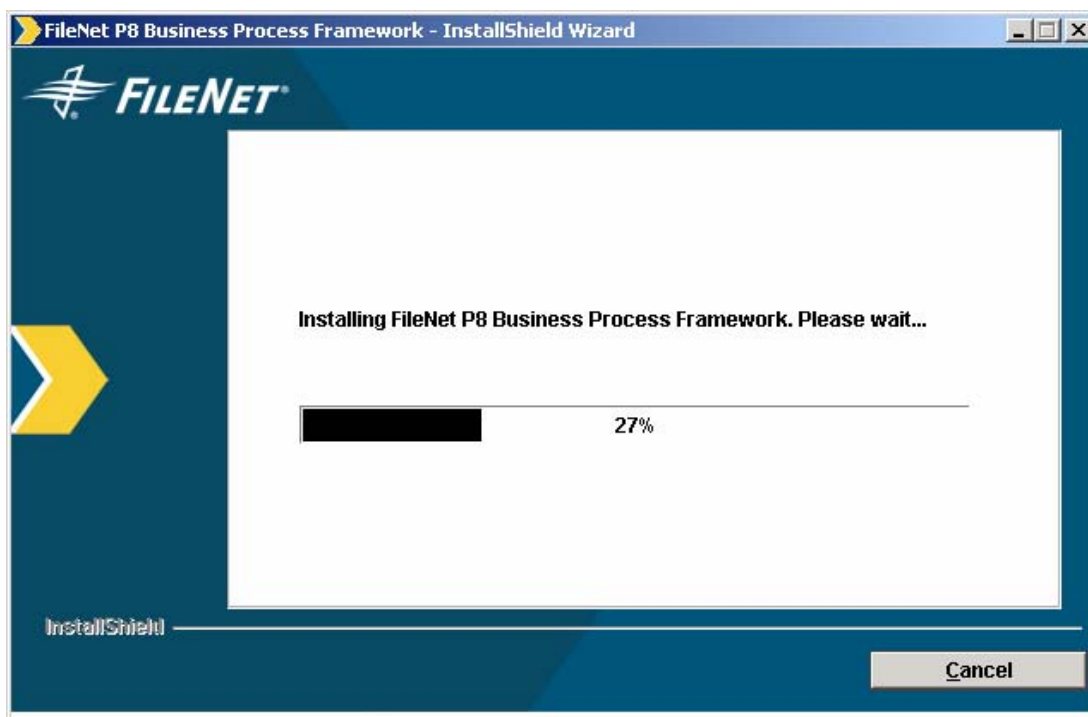 FileNet P8 Business Process Framework - InstallShield Wizard
FILENET®
Installing FileNet P8 Business Process Framework. Please wait...
27%
InstallShield
Cancel